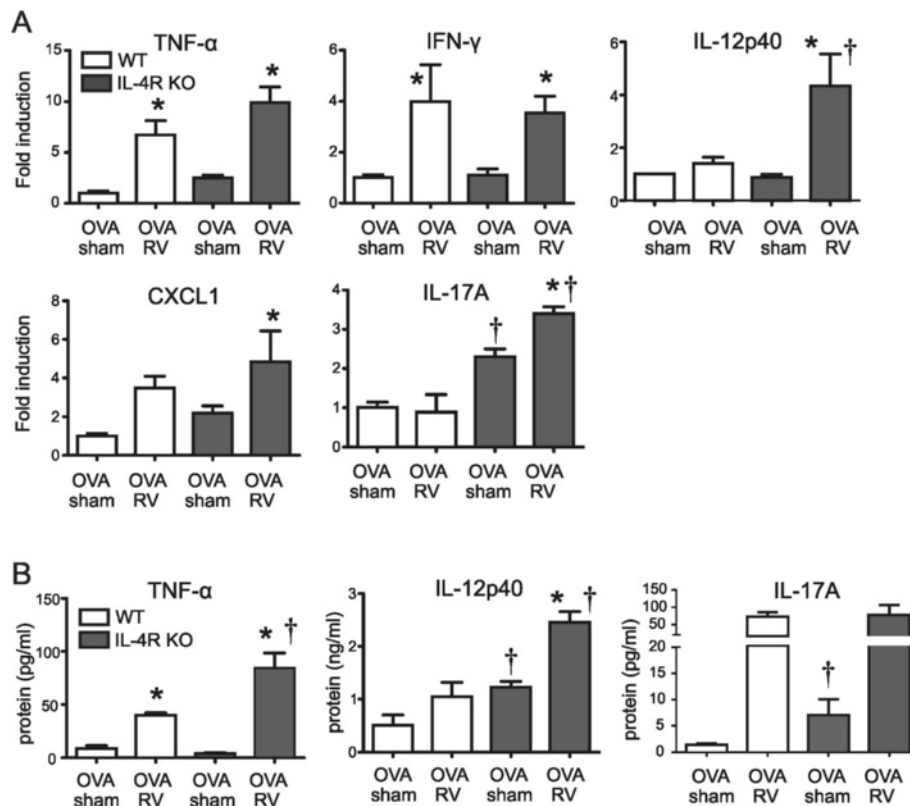 A
TNF-α
IFN-γ
IL-12p40
Fold induction
15
10
5
0
WT
IL-4R KO
*
*
OVA sham
OVA RV
OVA sham
OVA RV
6
4
2
0
*
*
OVA sham
OVA RV
OVA sham
OVA RV
6
4
2
0
* †
OVA sham
OVA RV
OVA sham
OVA RV
CXCL1
IL-17A
Fold induction
8
6
4
2
0
*
OVA sham
OVA RV
OVA sham
OVA RV
4
3
2
1
0
†
* †
OVA sham
OVA RV
OVA sham
OVA RV
B
TNF-α
IL-12p40
IL-17A
protein (pg/ml)
150
100
50
0
WT
IL-4R KO
*
* †
OVA sham
OVA RV
OVA sham
OVA RV
protein (ng/ml)
3
2
1
0
†
* †
OVA sham
OVA RV
OVA sham
OVA RV
protein (pg/ml)
150
100
50
20
15
10
5
0
†
OVA sham
OVA RV
OVA sham
OVA RV